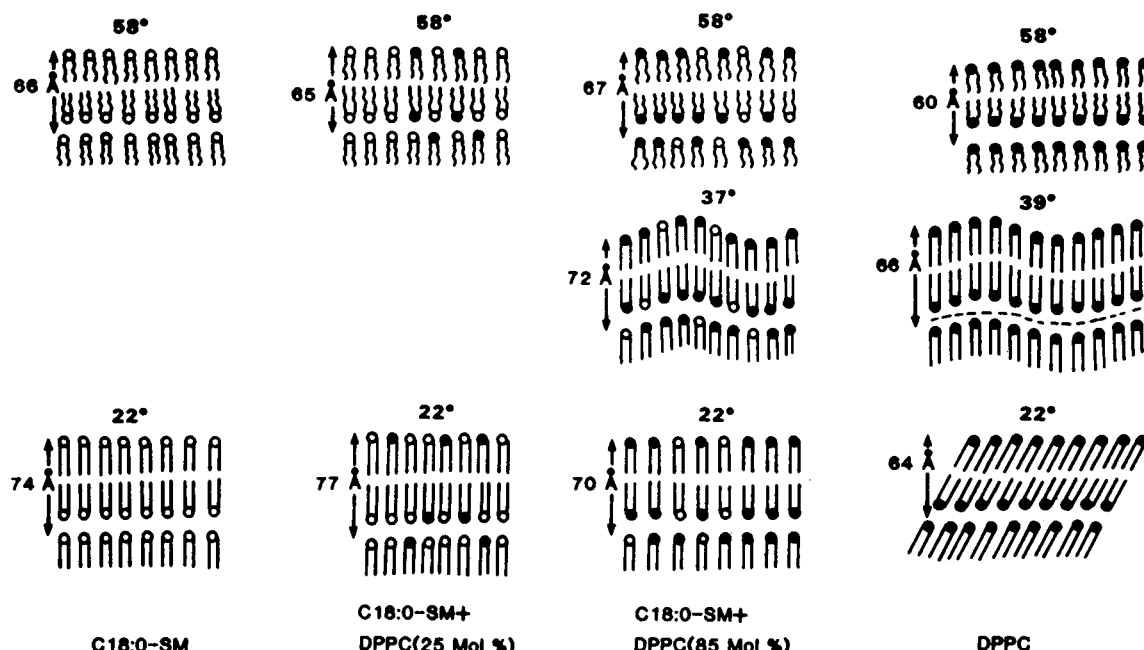 58° 58° 58° 58°
66 Å 65 Å 67 Å 60 Å
37° 39°
72 Å 66 Å
22° 22° 22° 22°
74 Å 77 Å 70 Å 64 Å
C18:0-SM+ C18:0-SM+
C18:0-SM DPPC(25 Mol %) DPPC(85 Mol %) DPPC